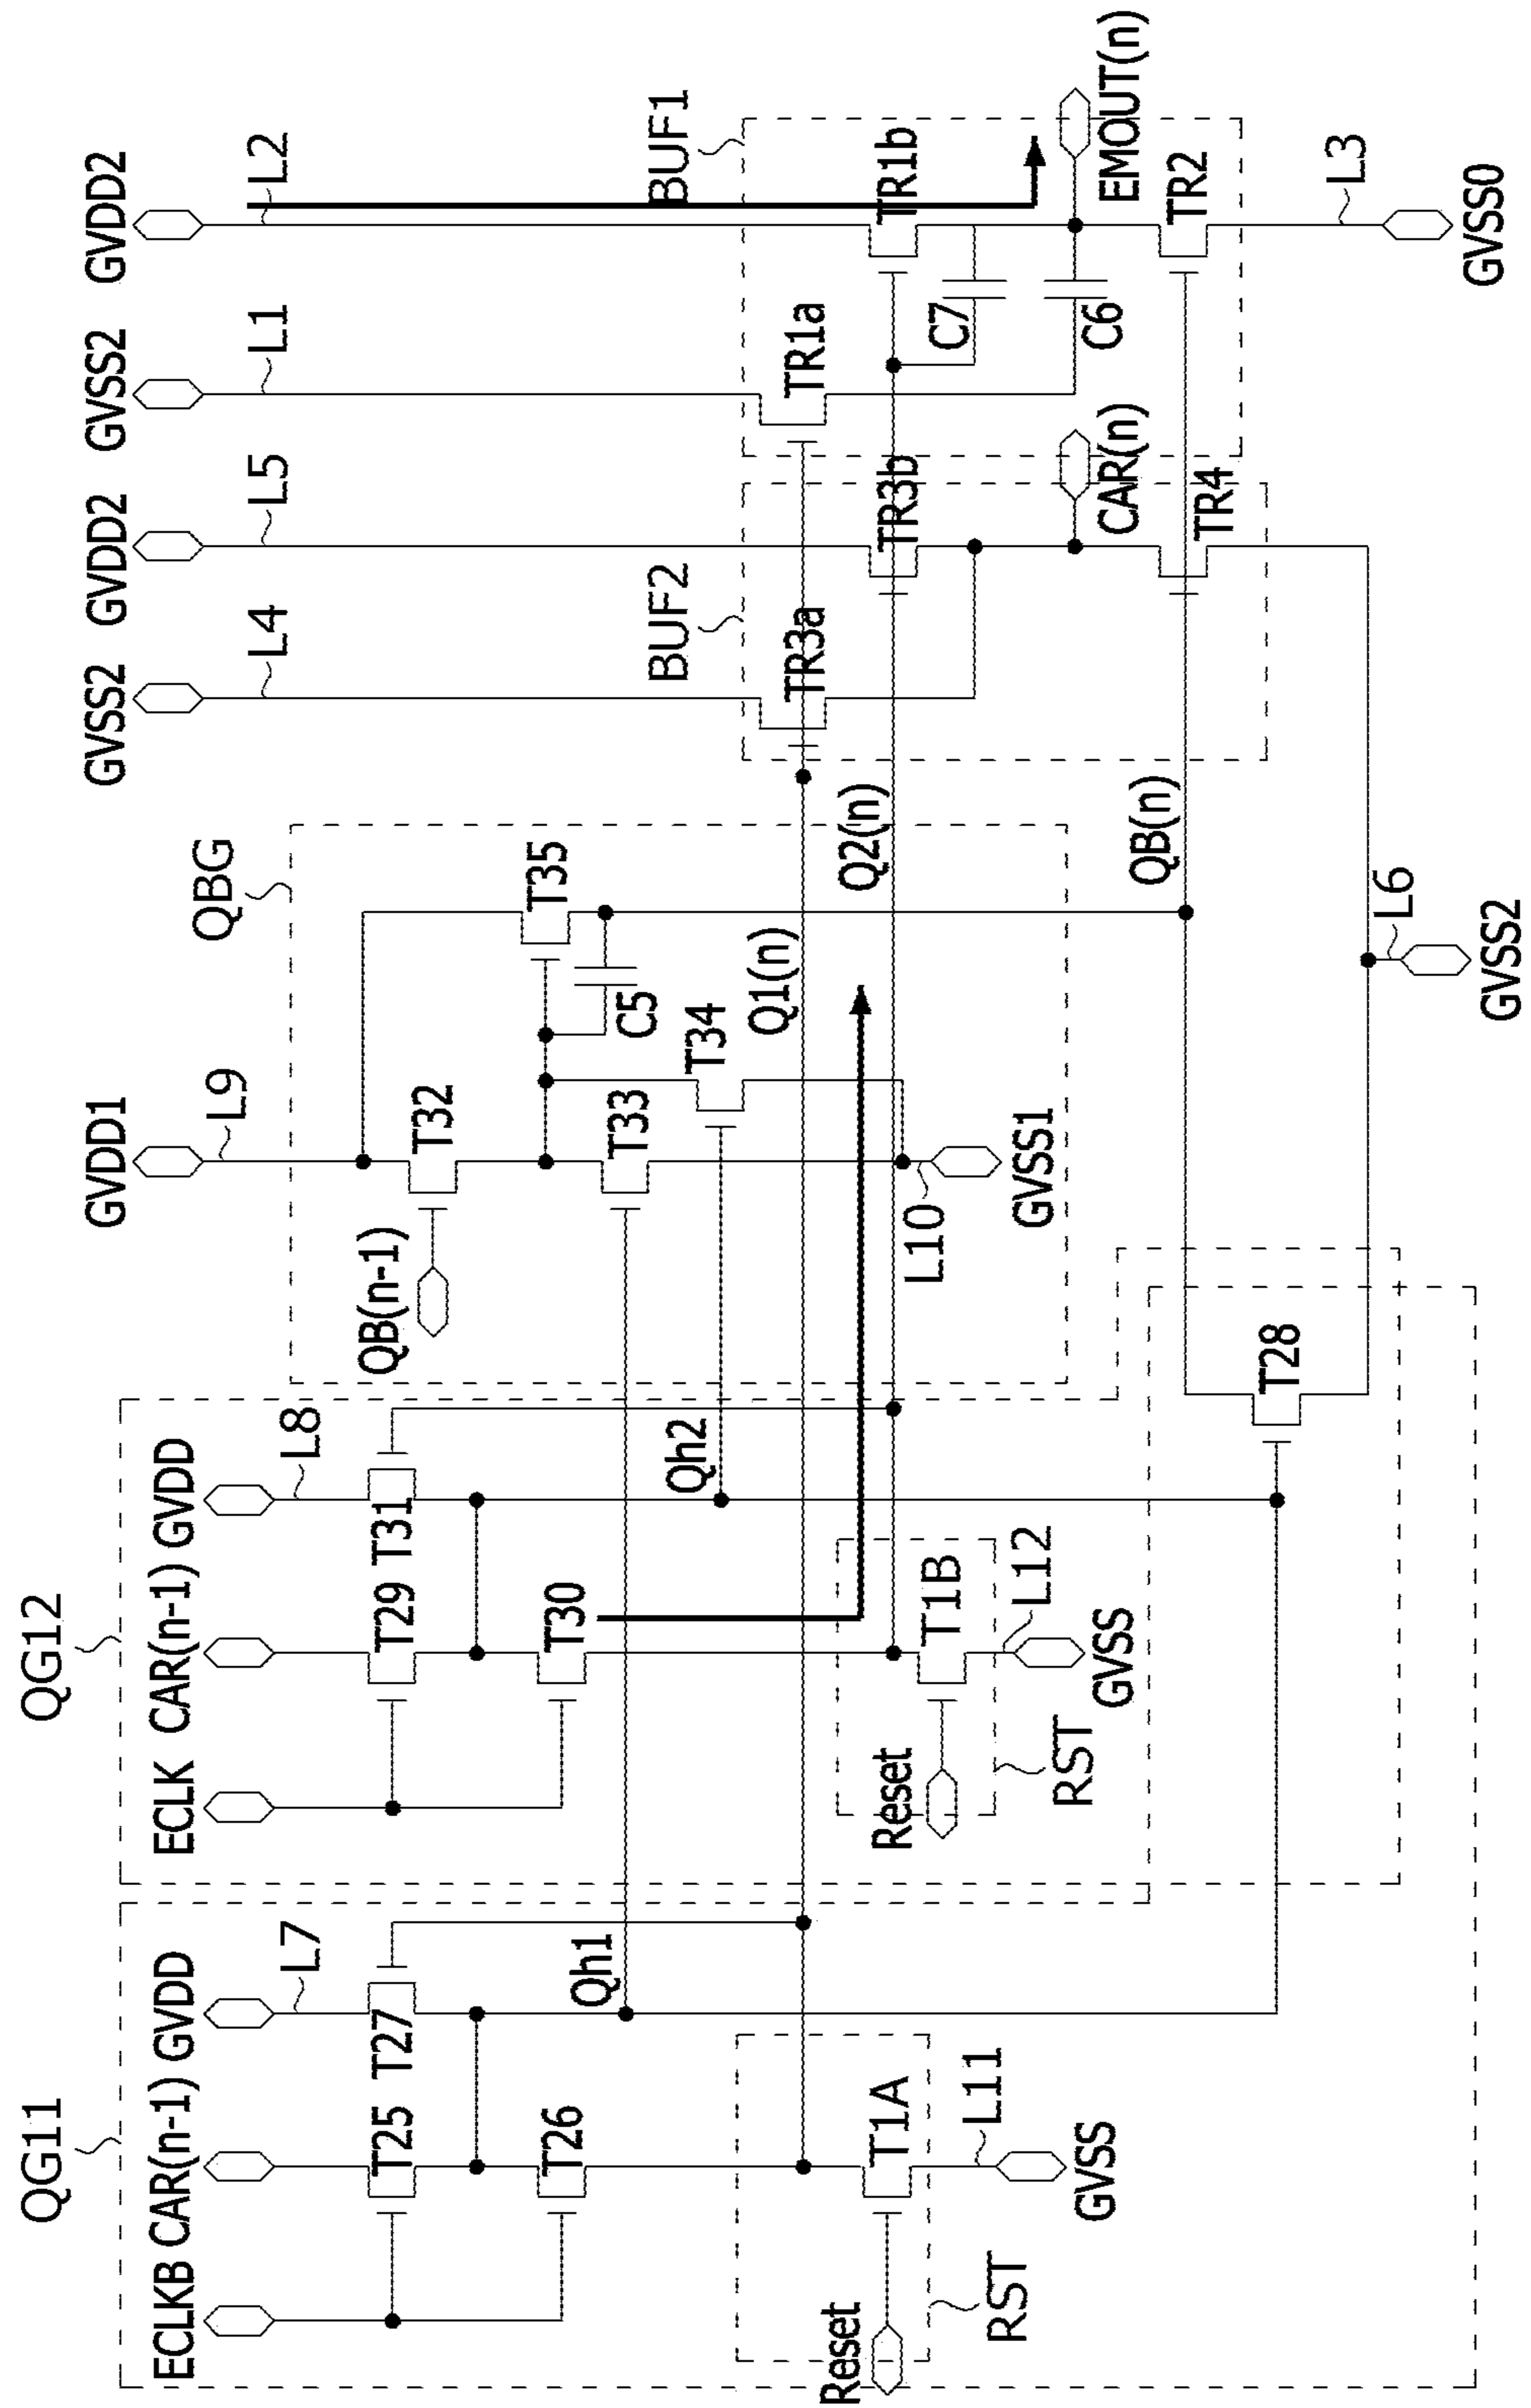 QG11
QG12
ECLKB
CAR(n-1)
GVDD
L7
ECLK
CAR(n-1)
GVDD
L8
GVDD1
L9
QBG
GVSS2
L4
GVDD2
L5
GVSS2
L1
GVDD2
L2
T25
T27
T29
T31
QB(n-1)
T32
T35
T26
Qh1
T30
T33
C5
BUF2
BUF1
Qh2
T34
Q1(n)
TR3a
TR1a
Q2(n)
TR3b
TR1b
C7
Reset
T1A
L11
GVSS
RST
Reset
T1B
L12
GVSS
RST
L10
GVSS1
C6
CAR(n)
EMOUT(n)
QB(n)
TR4
TR2
T28
L6
GVSS2
L3
GVSS0